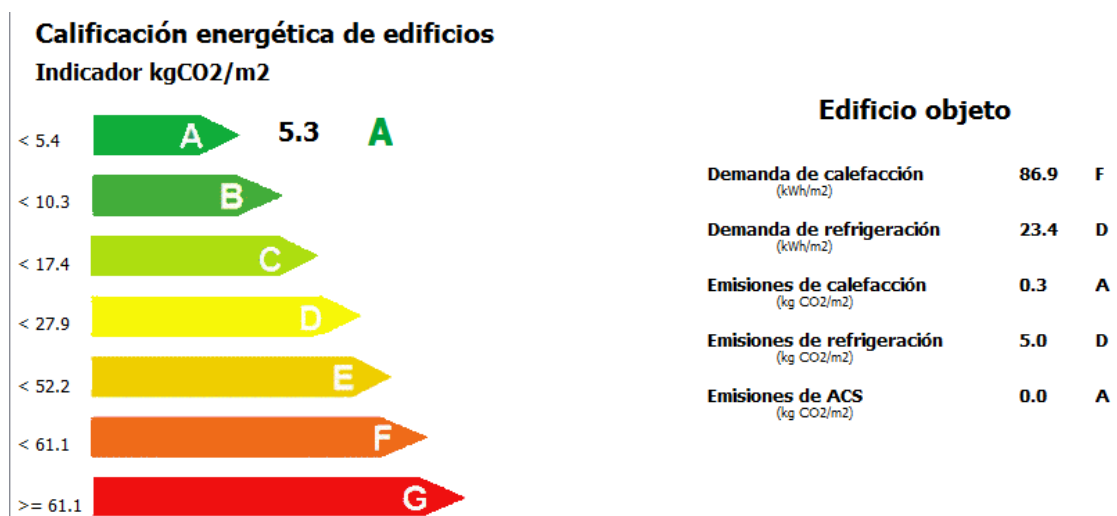 Calificación energética de edificios
Indicador kgCO2/m2
< 5.4 A 5.3 A
< 10.3 B
< 17.4 C
< 27.9 D
< 52.2 E
< 61.1 F
>= 61.1 G
Edificio objeto
Demanda de calefacción 86.9 F
(kWh/m2)
Demanda de refrigeración 23.4 D
(kWh/m2)
Emisiones de calefacción 0.3 A
(kg CO2/m2)
Emisiones de refrigeración 5.0 D
(kg CO2/m2)
Emisiones de ACS 0.0 A
(kg CO2/m2)